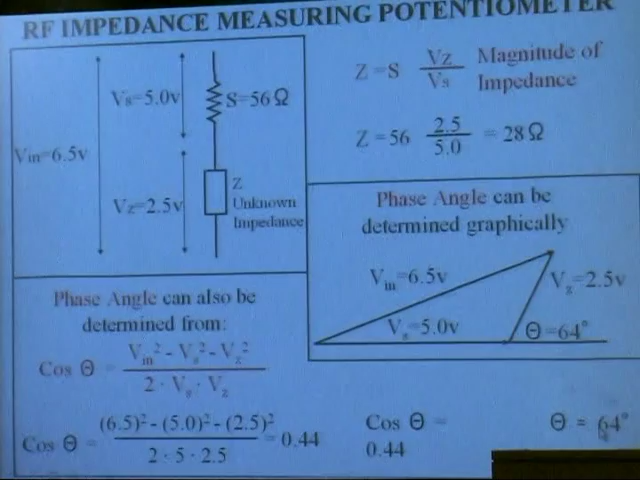 RF IMPEDANCE MEASURING POTENTIOMETER
Vin=6.5v
Vs=5.0v
S=56Ω
Vz=2.5v
Z
Unknown
Impedance
Z = S Vz / Vs Magnitude of Impedance
Z = 56 2.5 / 5.0 = 28 Ω
Phase Angle can be
determined graphically
Vin=6.5v
Vz=2.5v
Vs=5.0v
Θ=64°
Phase Angle can also be
determined from:
Cos Θ = Vin² - Vs² - Vz² / 2 · Vs · Vz
Cos Θ = (6.5)² - (5.0)² - (2.5)² / 2 · 5 · 2.5 = 0.44
Cos Θ =
0.44
Θ = 64°